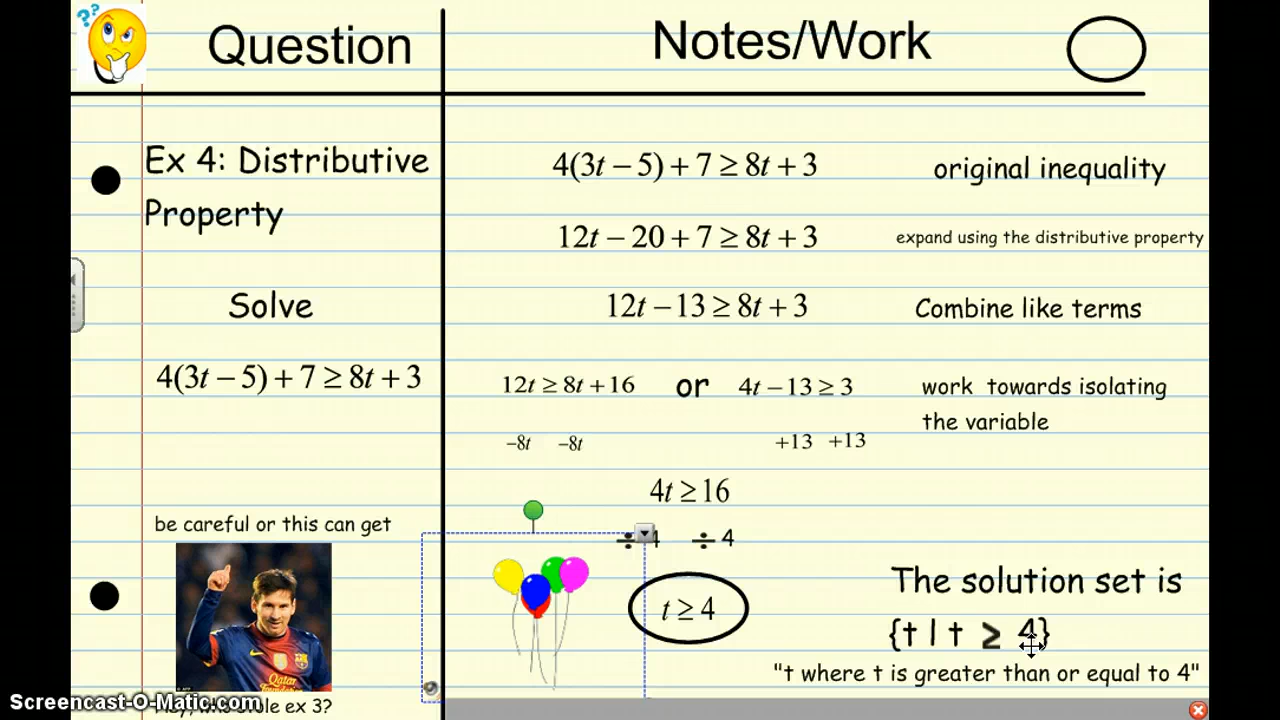 Question
Notes/Work
Ex 4: Distributive
Property
4(3t − 5) + 7 ≥ 8t + 3
original inequality
12t − 20 + 7 ≥ 8t + 3
expand using the distributive property
Solve
12t − 13 ≥ 8t + 3
Combine like terms
4(3t − 5) + 7 ≥ 8t + 3
12t ≥ 8t + 16 or 4t − 13 ≥ 3
work towards isolating
the variable
−8t −8t
+13 +13
4t ≥ 16
÷ 4 ÷ 4
be careful or this can get
t ≥ 4
The solution set is
{t | t ≥ 4}
"t where t is greater than or equal to 4"
Qatar
Screencast-O-Matic.com
stole ex 3?